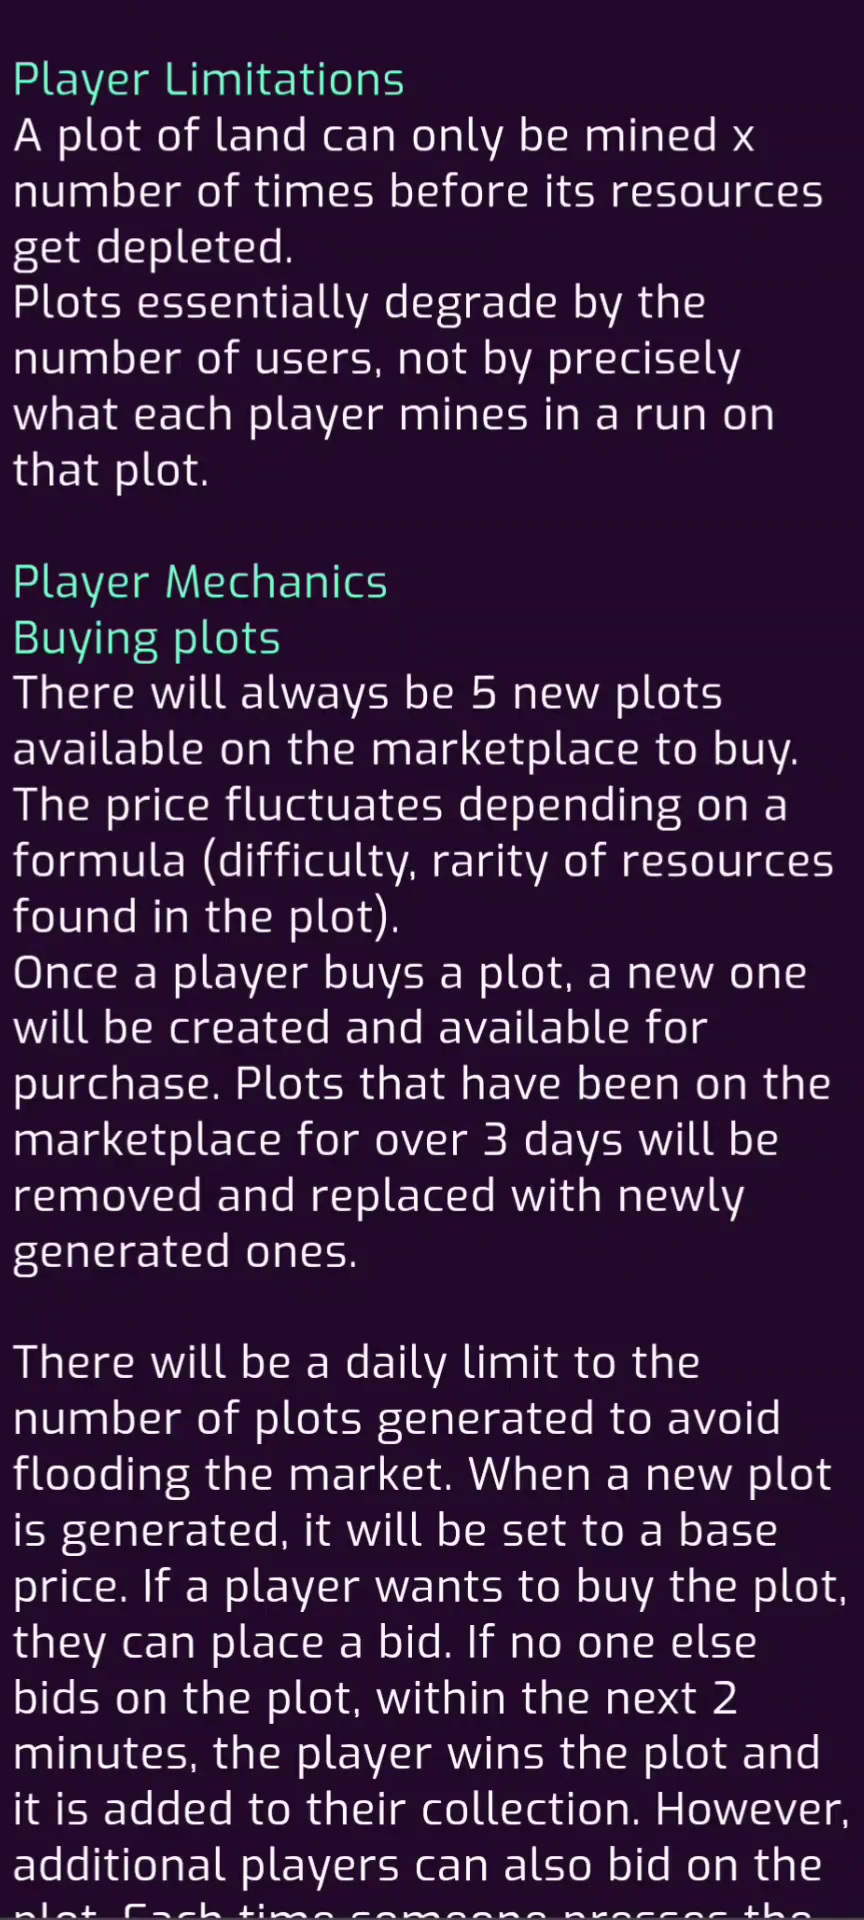 Player Limitations
A plot of land can only be mined x
number of times before its resources
get depleted.
Plots essentially degrade by the
number of users, not by precisely
what each player mines in a run on
that plot.
Player Mechanics
Buying plots
There will always be 5 new plots
available on the marketplace to buy.
The price fluctuates depending on a
formula (difficulty, rarity of resources
found in the plot).
Once a player buys a plot, a new one
will be created and available for
purchase. Plots that have been on the
marketplace for over 3 days will be
removed and replaced with newly
generated ones.
There will be a daily limit to the
number of plots generated to avoid
flooding the market. When a new plot
is generated, it will be set to a base
price. If a player wants to buy the plot,
they can place a bid. If no one else
bids on the plot, within the next 2
minutes, the player wins the plot and
it is added to their collection. However,
additional players can also bid on the
plot. Each time someone presses the